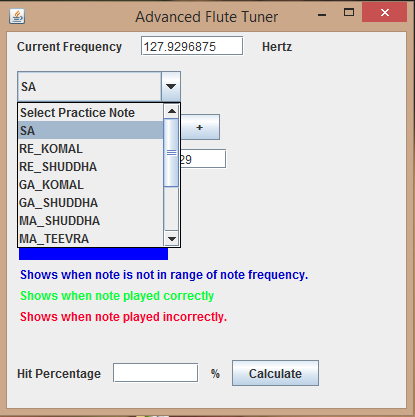 Advanced Flute Tuner
Current Frequency 127.9296875 Hertz
SA
Select Practice Note
SA
+
RE_KOMAL
RE_SHUDDHA
29
GA_KOMAL
GA_SHUDDHA
MA_SHUDDHA
MA_TEEVRA
Shows when note is not in range of note frequency.
Shows when note played correctly
Shows when note played incorrectly.
Hit Percentage % Calculate